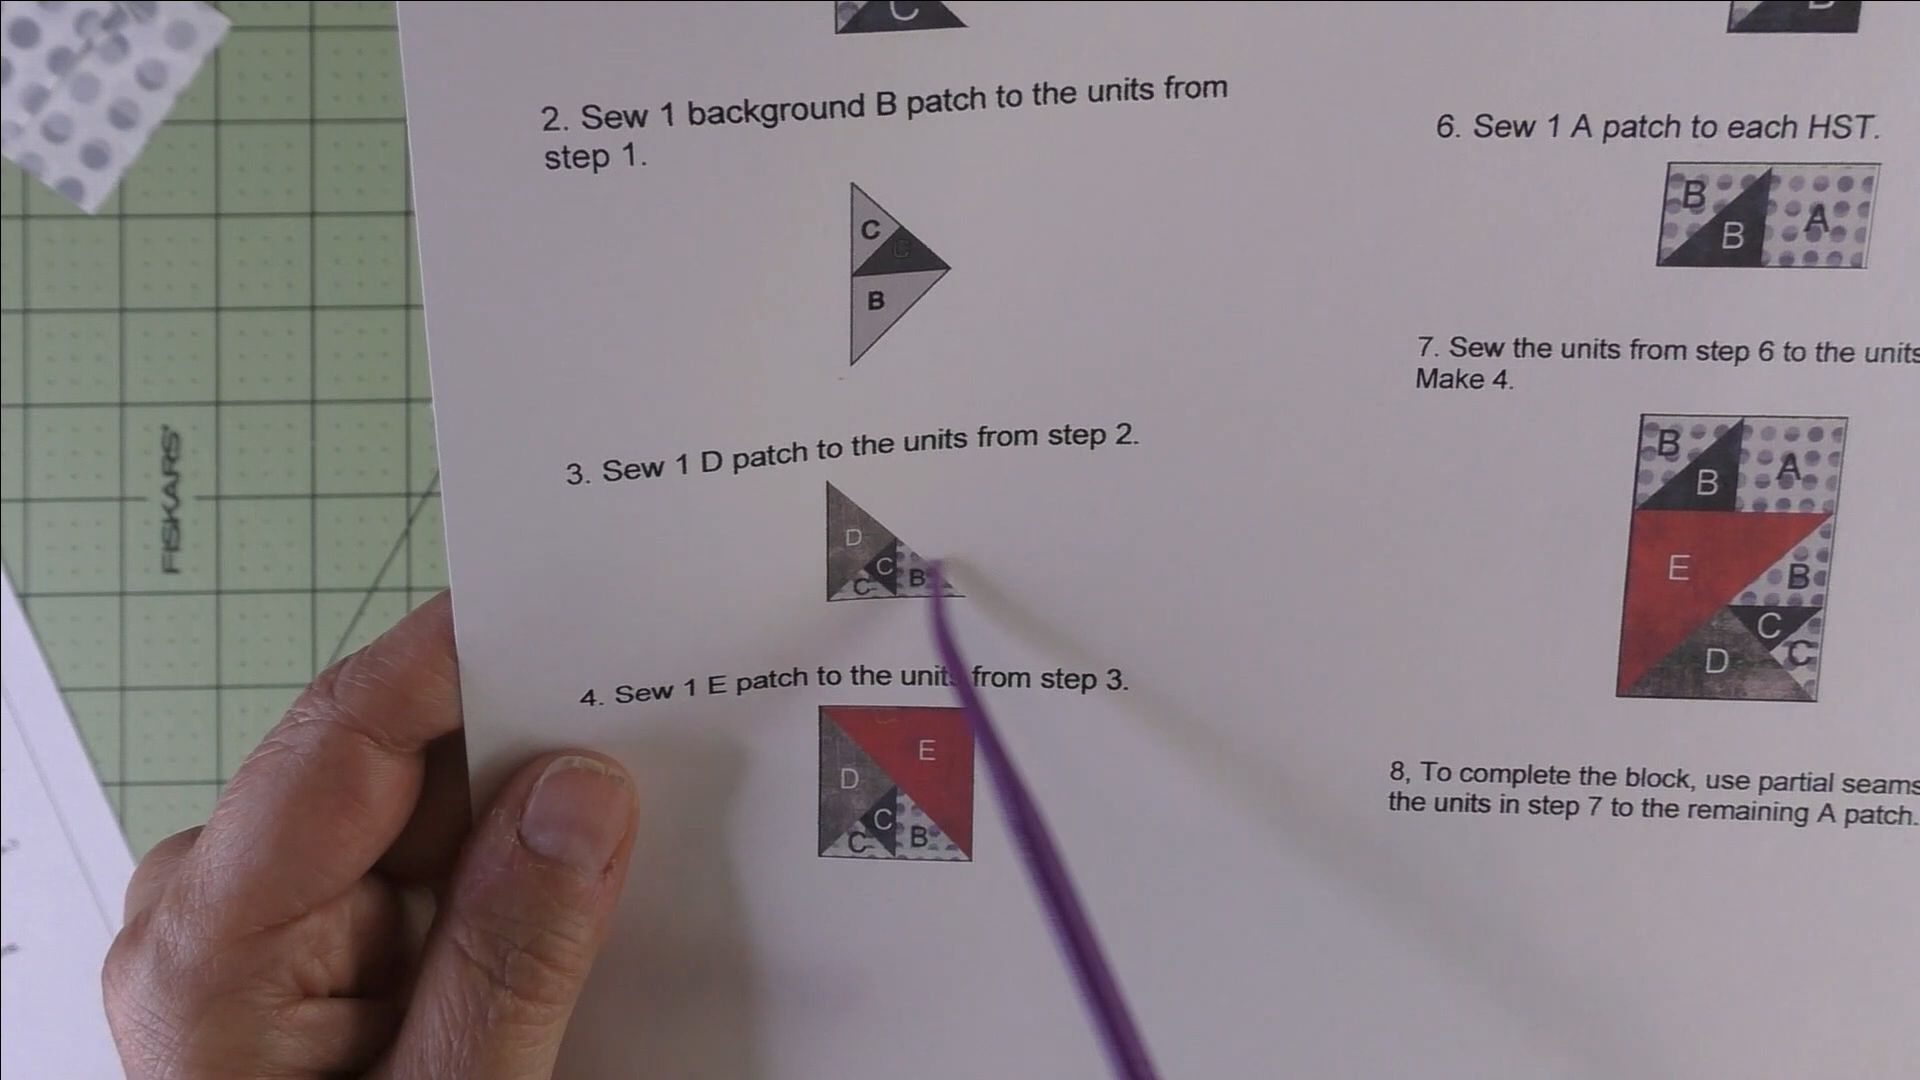 C
2. Sew 1 background B patch to the units from
step 1.
C
C
B
3. Sew 1 D patch to the units from step 2.
D
C
C
B
4. Sew 1 E patch to the units from step 3.
E
D
C
C
B
6. Sew 1 A patch to each HST.
B
B
A
7. Sew the units from step 6 to the units
Make 4.
B
B
A
E
B
C
C
D
8, To complete the block, use partial seams
the units in step 7 to the remaining A patch.
FISKARS